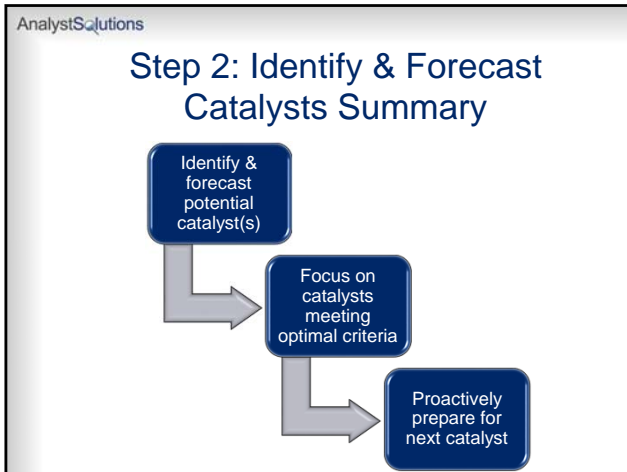 AnalystSolutions
Step 2: Identify & Forecast
Catalysts Summary
Identify &
forecast
potential
catalyst(s)
Focus on
catalysts
meeting
optimal criteria
Proactively
prepare for
next catalyst